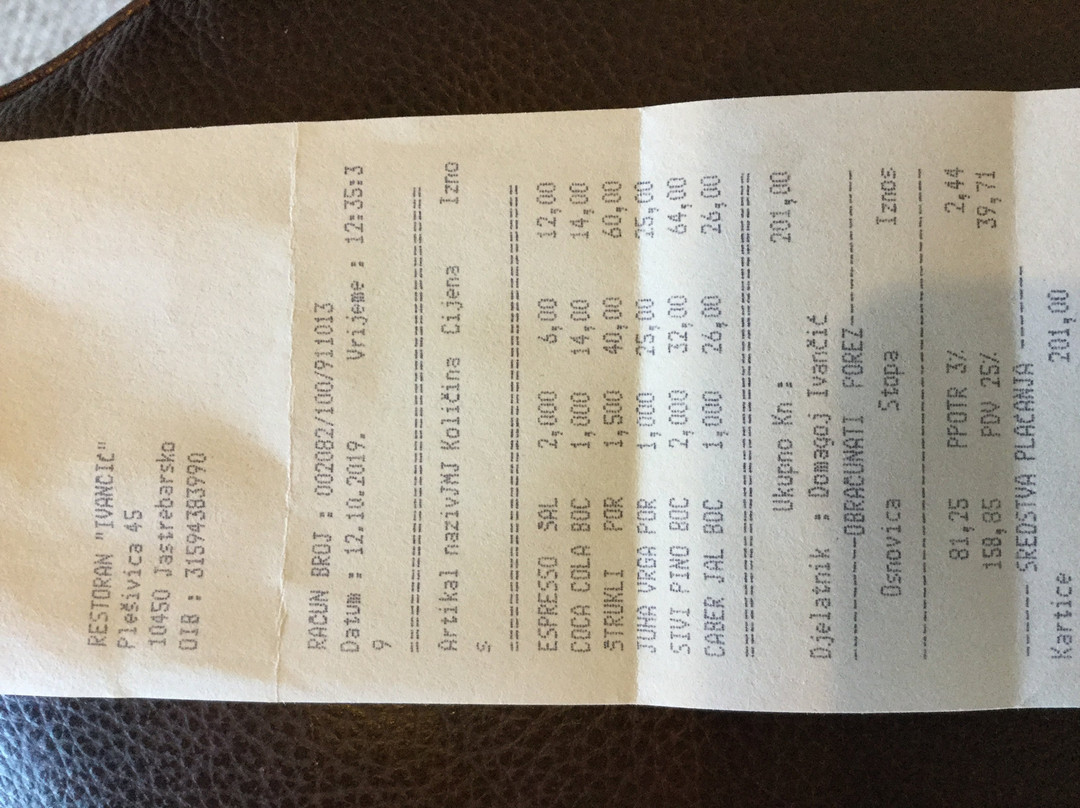 RESTORAN "IVANČIĆ"
Plešivica 45
10450 Jastrebarsko
OIB : 31594383990
RACUN BROJ : 002082/100/911013
Datum : 12.10.2019. Vrijeme : 12:35:3
9
==========================================
Artikal nazivJMJ Količina Cijena Izno
s
==========================================
ESPRESSO ŠAL 2,000 6,00 12,00
COCA COLA BOC 1,000 14,00 14,00
ŠTRUKLI POR 1,500 40,00 60,00
JUHA VRGA POR 1,000 25,00 25,00
SIVI PINO BOC 2,000 32,00 64,00
CABER JAL BOC 1,000 26,00 26,00
==========================================
Ukupno Kn : 201,00
Djelatnik : Domagoj Ivančić
----------OBRAČUNATI POREZ--------------
Osnovica Stopa Iznos
------------------------------------------
81,25 PPOTR 3% 2,44
158,85 PDV 25% 39,71
------ SREDSTVA PLAĆANJA ------
Kartice 201,00